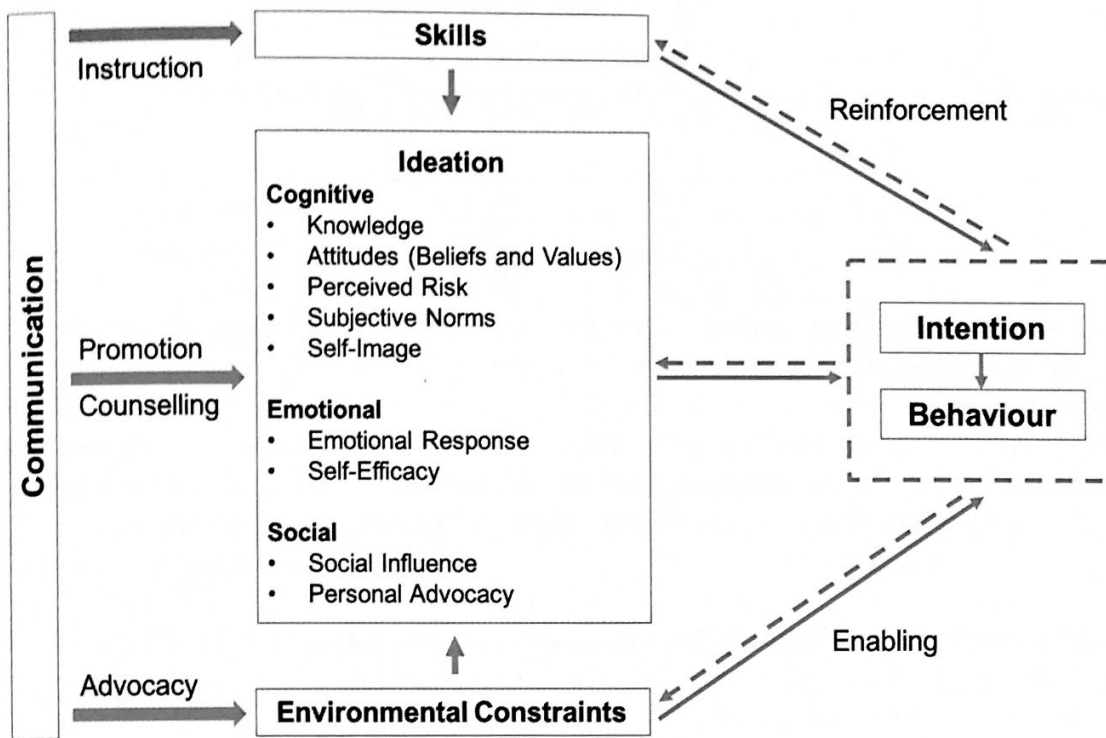 Communication
Instruction
Skills
Reinforcement
Ideation
Cognitive
• Knowledge
• Attitudes (Beliefs and Values)
• Perceived Risk
• Subjective Norms
• Self-Image
Promotion
Counselling
Emotional
• Emotional Response
• Self-Efficacy
Social
• Social Influence
• Personal Advocacy
Intention
Behaviour
Enabling
Advocacy
Environmental Constraints